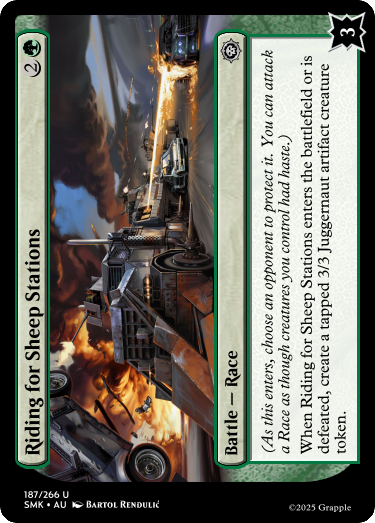 Riding for Sheep Stations
2
Battle — Race
3
(As this enters, choose an opponent to protect it. You can attack
a Race as though creatures you control had haste.)
When Riding for Sheep Stations enters the battlefield or is
defeated, create a tapped 3/3 Juggernaut artifact creature
token.
187/266 U
SMK • AU Bartol Rendulić
©2025 Grapple